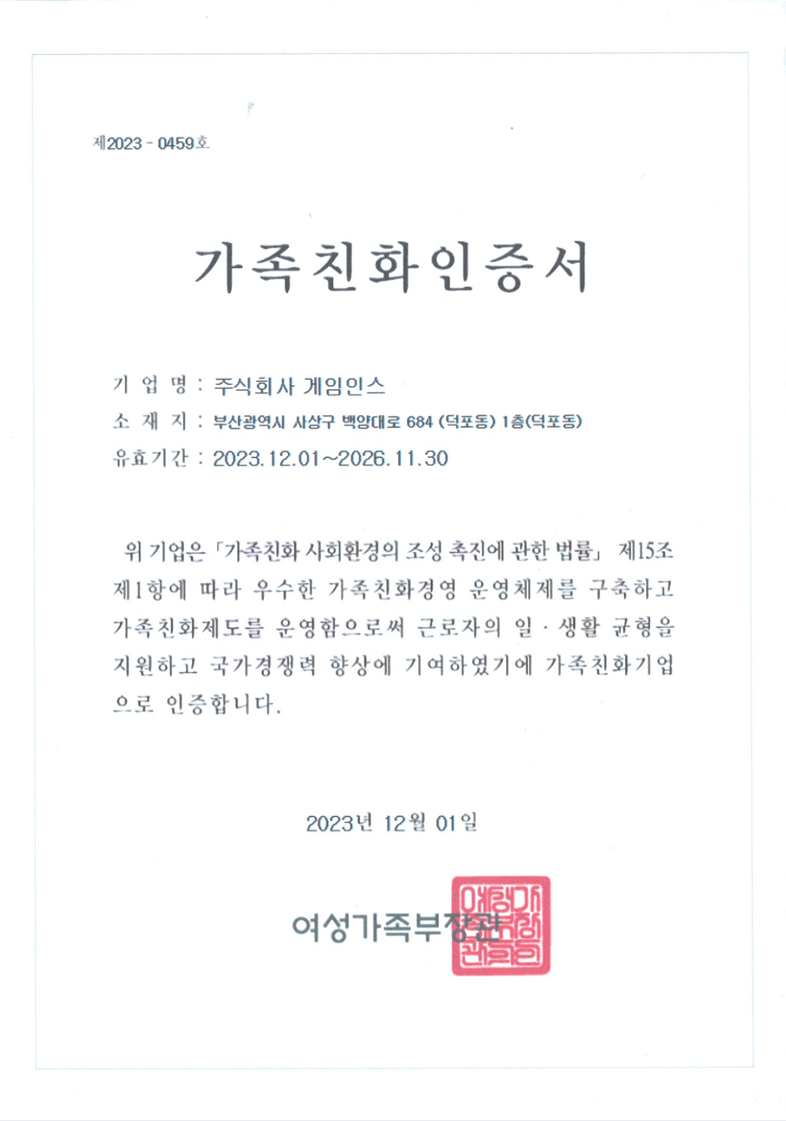 제2023 - 0459호
가족친화인증서
기 업 명 : 주식회사 게임인스
소 재 지 : 부산광역시 사상구 백양대로 684 (덕포동) 1층(덕포동)
유효기간 : 2023.12.01~2026.11.30
위 기업은 「가족친화 사회환경의 조성 촉진에 관한 법률」 제15조
제1항에 따라 우수한 가족친화경영 운영체제를 구축하고
가족친화제도를 운영함으로써 근로자의 일 · 생활 균형을
지원하고 국가경쟁력 향상에 기여하였기에 가족친화기업
으로 인증합니다.
2023년 12월 01일
여성가족부장관